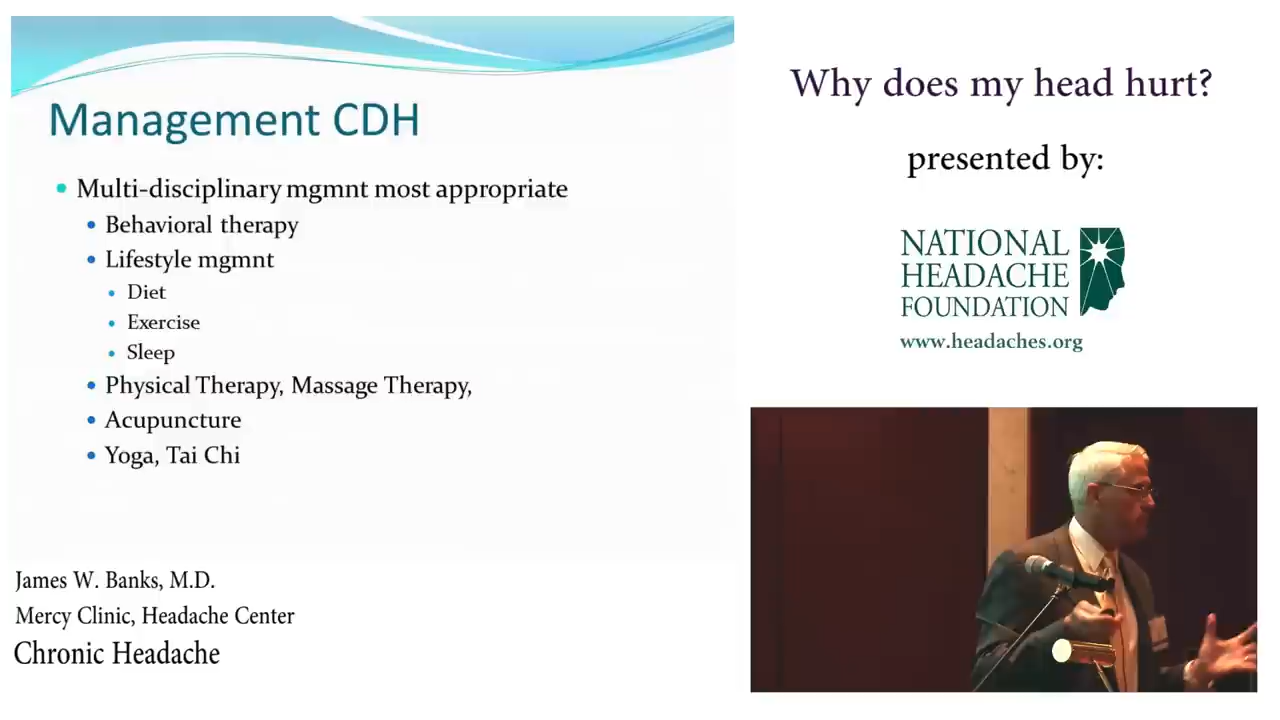 Management CDH
Multi-disciplinary mgmnt most appropriate
Behavioral therapy
Lifestyle mgmnt
Diet
Exercise
Sleep
Physical Therapy, Massage Therapy,
Acupuncture
Yoga, Tai Chi
James W. Banks, M.D.
Mercy Clinic, Headache Center
Chronic Headache
Why does my head hurt?
presented by:
NATIONAL
HEADACHE
FOUNDATION
www.headaches.org